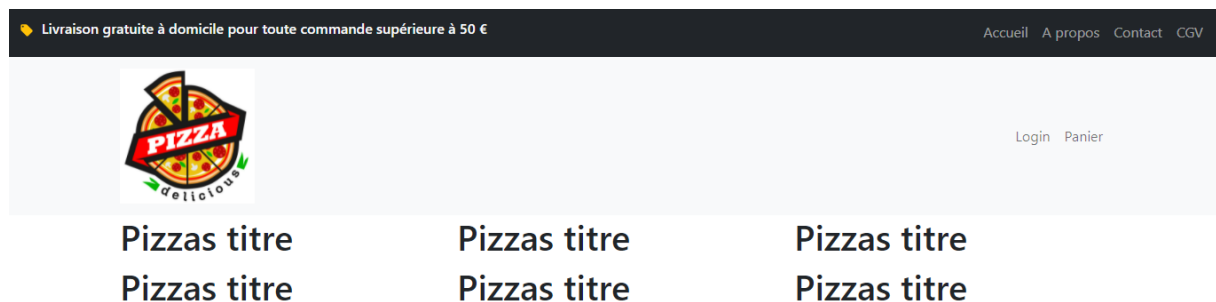 Livraison gratuite à domicile pour toute commande supérieure à 50 €
Accueil A propos Contact CGV
PIZZA
delicious
Login Panier
Pizzas titre Pizzas titre Pizzas titre
Pizzas titre Pizzas titre Pizzas titre